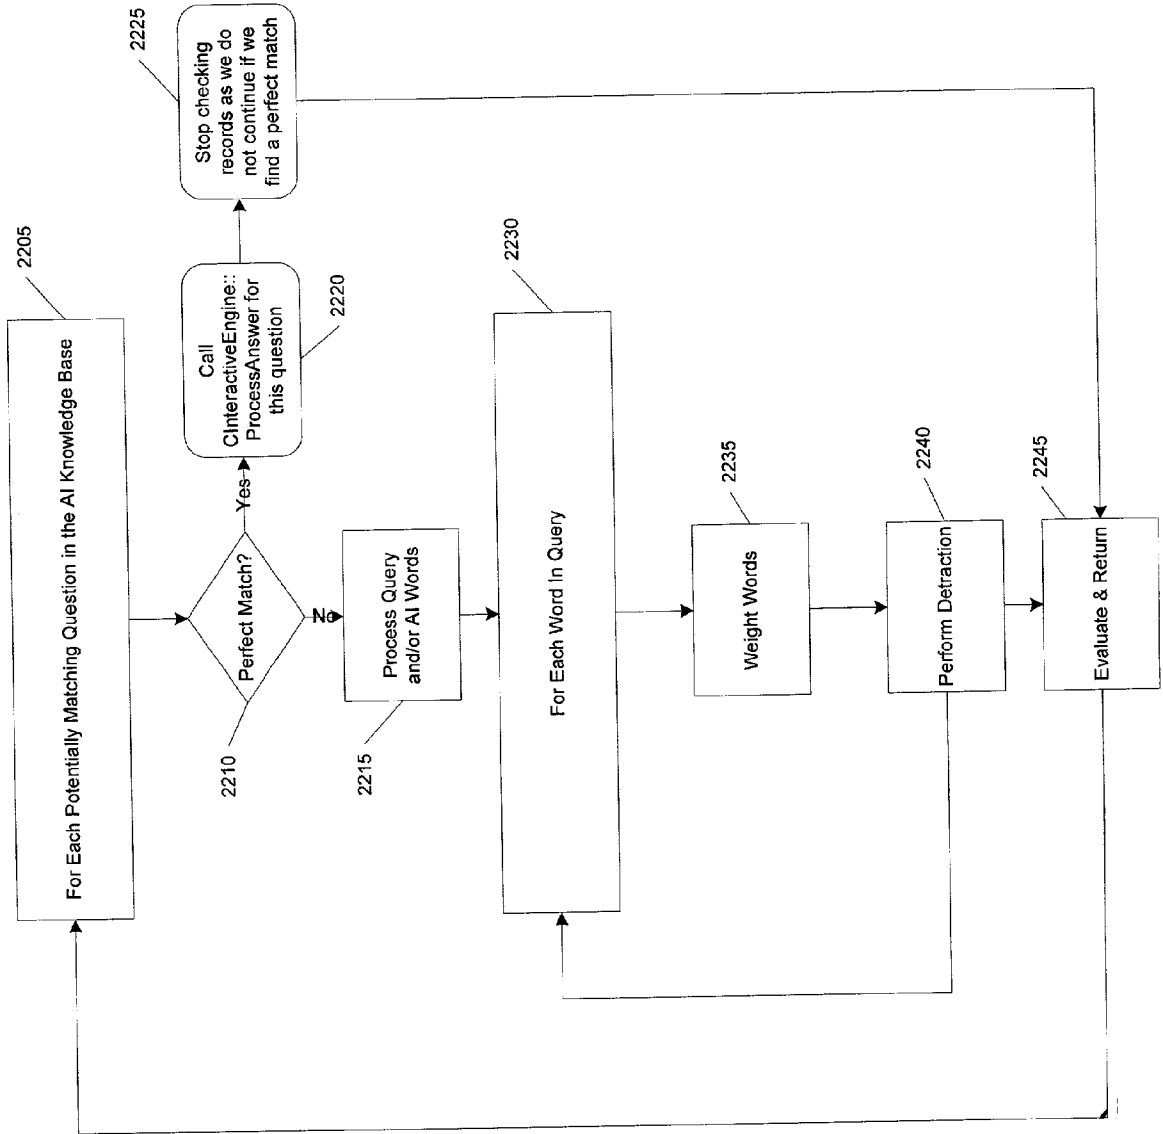 2205
For Each Potentially Matching Question in the AI Knowledge Base
2210
Perfect Match?
Yes
No
Call
CInteractiveEngine::
ProcessAnswer for
this question
2220
Stop checking
records as we do
not continue if we
find a perfect match
2225
Process Query
and/or AI Words
2215
For Each Word In Query
2230
Weight Words
2235
Perform Detraction
2240
Evaluate & Return
2245